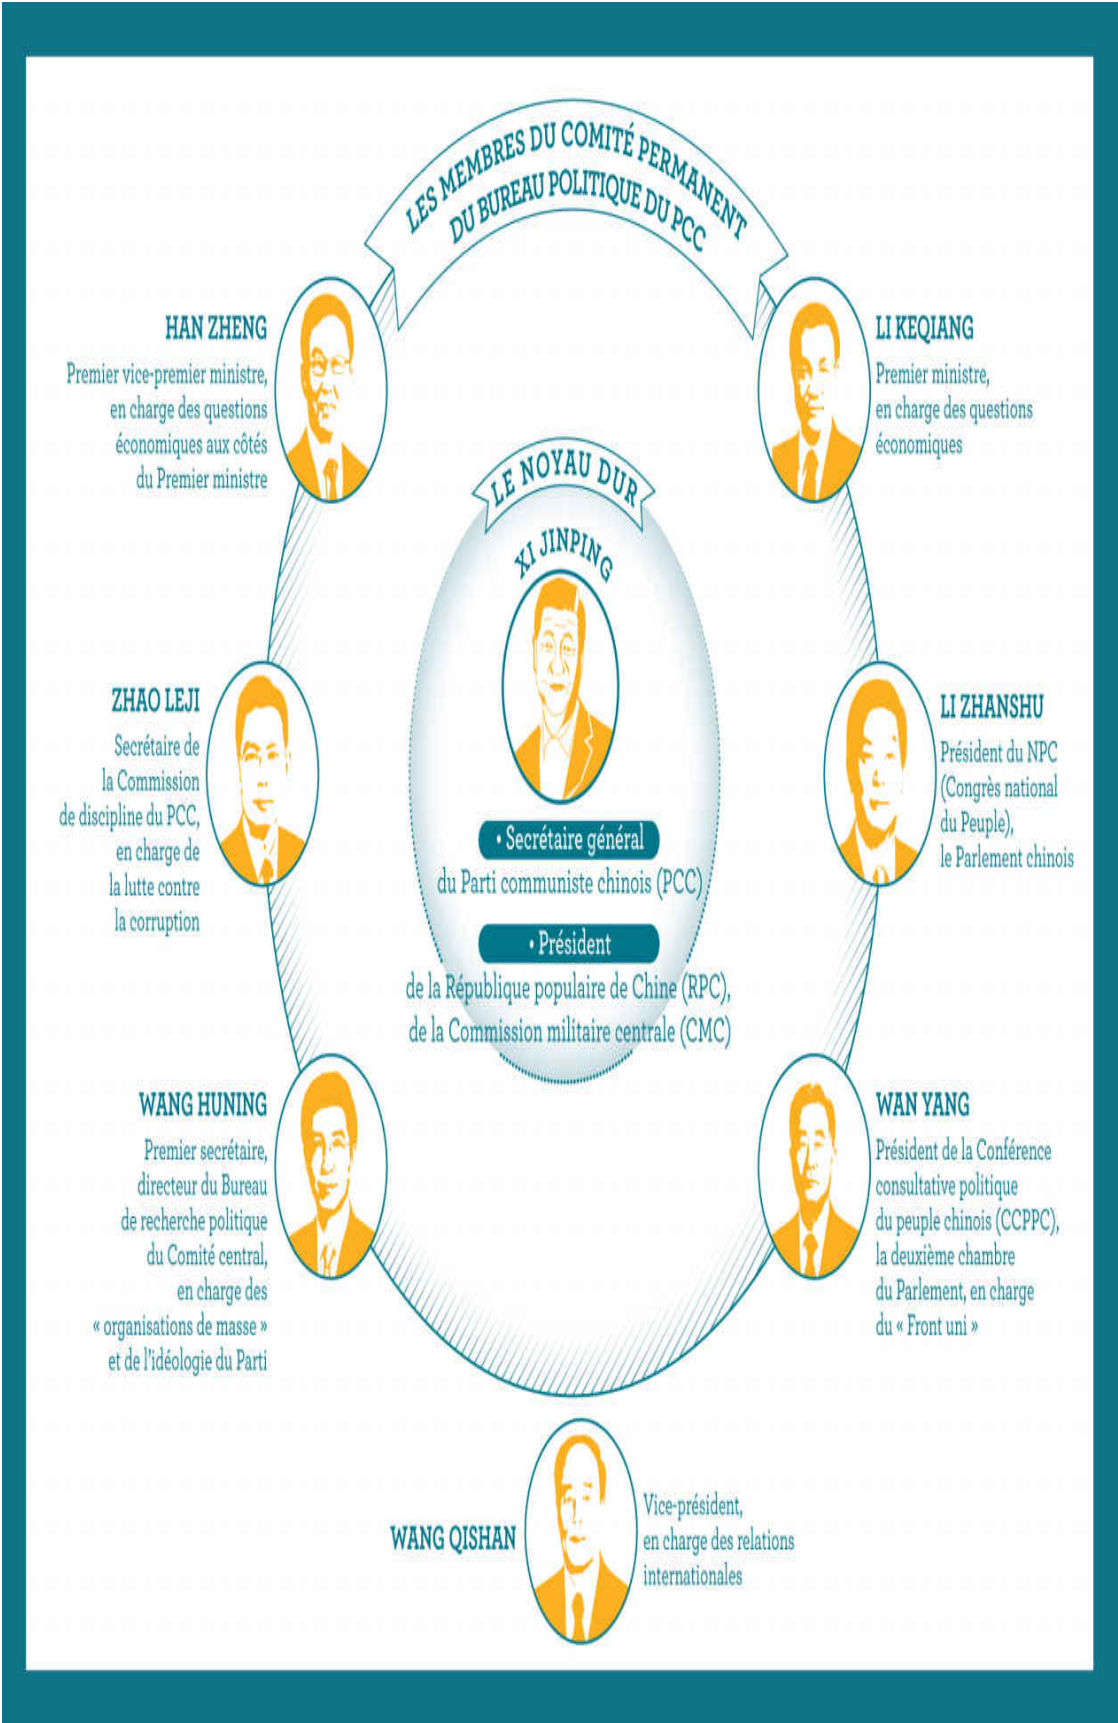 LES MEMBRES DU COMITÉ PERMANENT
DU BUREAU POLITIQUE DU PCC
HAN ZHENG
Premier vice-premier ministre,
en charge des questions
économiques aux côtés
du Premier ministre
LI KEQIANG
Premier ministre,
en charge des questions
économiques
LE NOYAU DUR
XI JINPING
• Secrétaire général
du Parti communiste chinois (PCC)
• Président
de la République populaire de Chine (RPC),
de la Commission militaire centrale (CMC)
ZHAO LEJI
Secrétaire de
la Commission
de discipline du PCC,
en charge de
la lutte contre
la corruption
LI ZHANSHU
Président du NPC
(Congrès national
du Peuple),
le Parlement chinois
WANG HUNING
Premier secrétaire,
directeur du Bureau
de recherche politique
du Comité central,
en charge des
« organisations de masse »
et de l'idéologie du Parti
WAN YANG
Président de la Conférence
consultative politique
du peuple chinois (CCPPC),
la deuxième chambre
du Parlement, en charge
du « Front uni »
WANG QISHAN
Vice-président,
en charge des relations
internationales